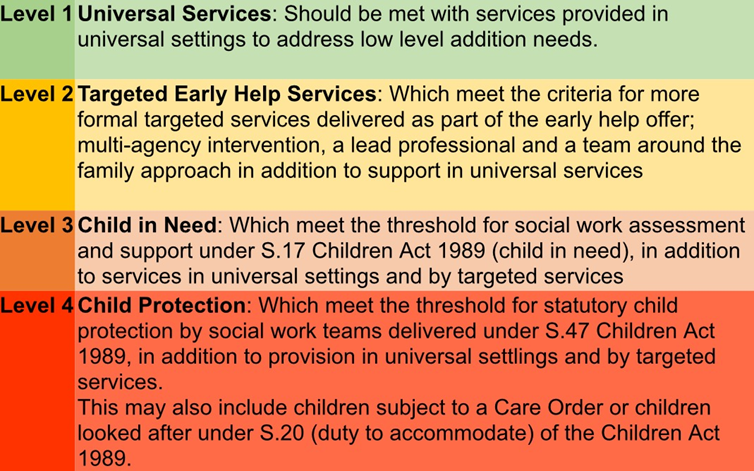 Level 1 Universal Services: Should be met with services provided in
universal settings to address low level addition needs.
Level 2 Targeted Early Help Services: Which meet the criteria for more
formal targeted services delivered as part of the early help offer;
multi-agency intervention, a lead professional and a team around the
family approach in addition to support in universal services
Level 3 Child in Need: Which meet the threshold for social work assessment
and support under S.17 Children Act 1989 (child in need), in addition
to services in universal settings and by targeted services
Level 4 Child Protection: Which meet the threshold for statutory child
protection by social work teams delivered under S.47 Children Act
1989, in addition to provision in universal settlings and by targeted
services.
This may also include children subject to a Care Order or children
looked after under S.20 (duty to accommodate) of the Children Act
1989.